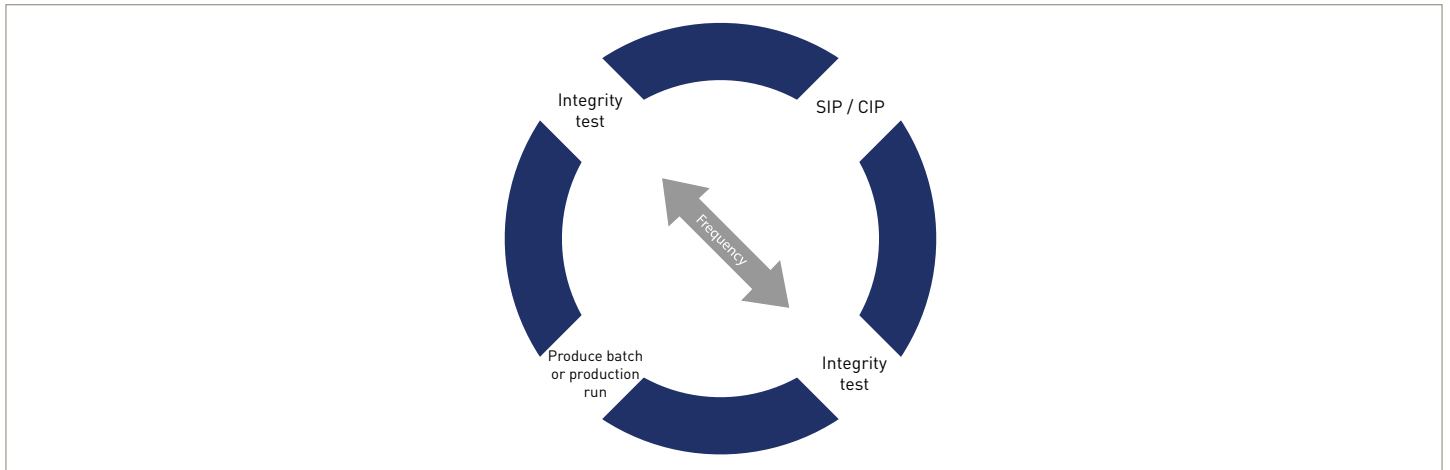 Integrity
test
SIP / CIP
Frequency
Produce batch
or production
run
Integrity
test